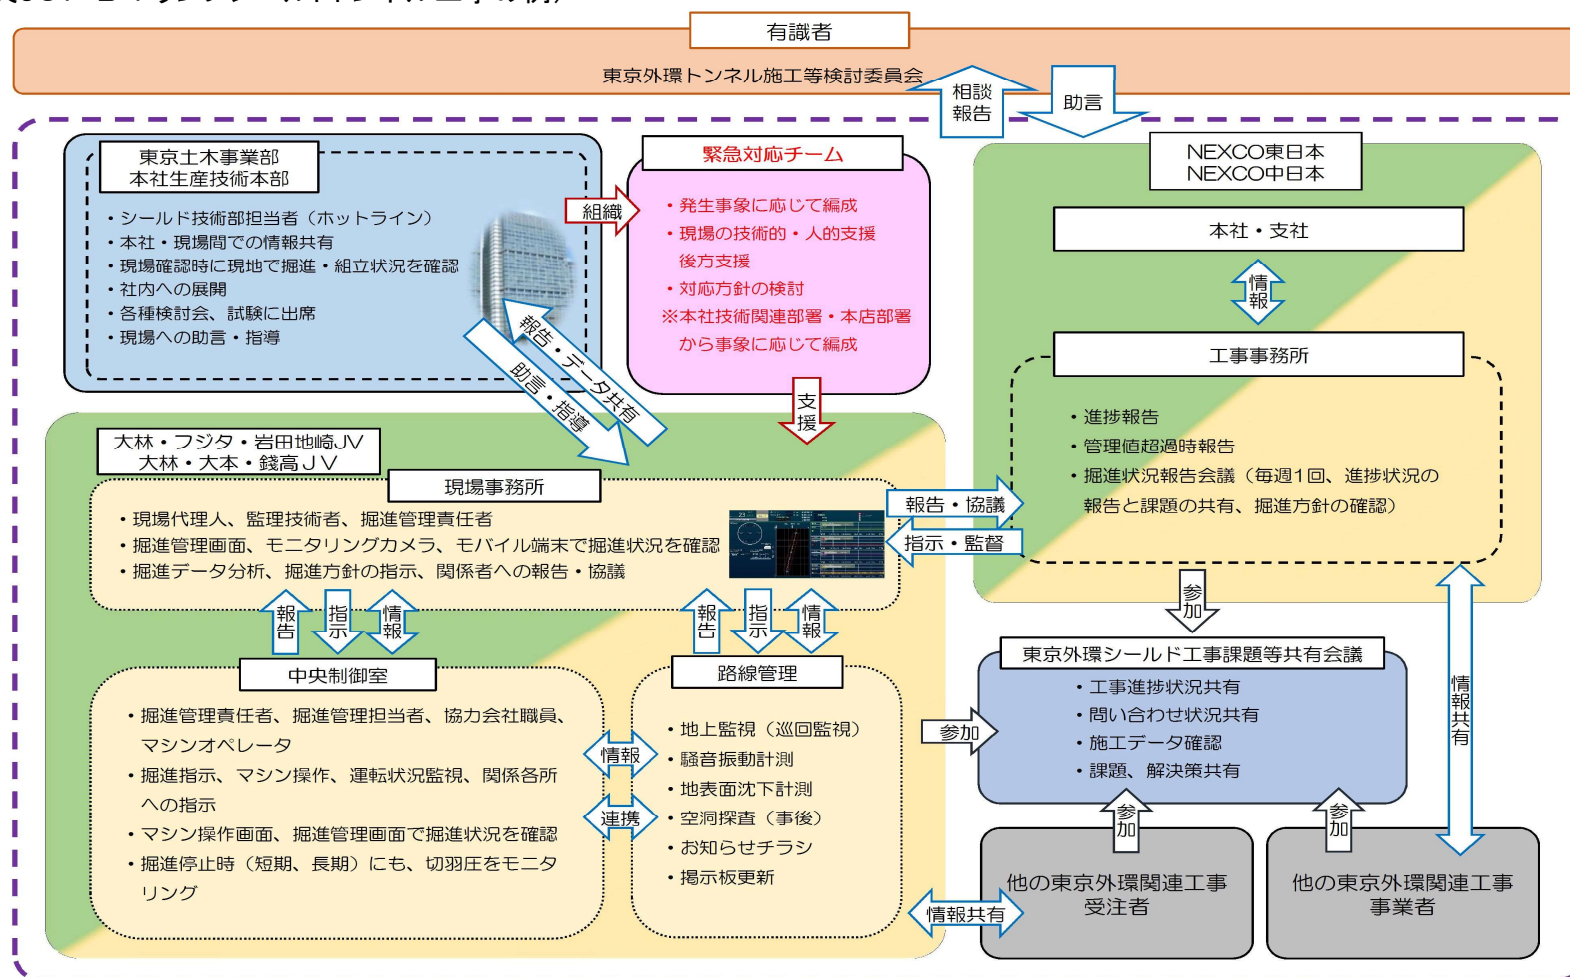 有識者
東京外環トンネル施工等検討委員会
相談
報告
助言
東京土木事業部
本社生産技術本部
・シールド技術部担当者（ホットライン）
・本社・現場間での情報共有
・現場確認時に現地で掘進・組立状況を確認
・社内への展開
・各種検討会、試験に出席
・現場への助言・指導
組織
緊急対応チーム
・発生事象に応じて編成
・現場の技術的・人的支援
後方支援
・対応方針の検討
※本社技術関連部署・本店部署
から事象に応じて編成
NEXCO東日本
NEXCO中日本
本社・支社
情報
工事事務所
・進捗報告
・管理値超過時報告
・掘進状況報告会議（毎週1回、進捗状況の
報告と課題の共有、掘進方針の確認）
報告・データ共有
助言・指導
支援
大林・フジタ・岩田地崎JV
大林・大本・錢高JV
現場事務所
・現場代理人、監理技術者、掘進管理責任者
・掘進管理画面、モニタリングカメラ、モバイル端末で掘進状況を確認
・掘進データ分析、掘進方針の指示、関係者への報告・協議
報告・協議
指示・監督
報告
指示
情報
報告
指示
情報
参加
中央制御室
・掘進管理責任者、掘進管理担当者、協力会社職員、
マシンオペレータ
・掘進指示、マシン操作、運転状況監視、関係各所
への指示
・マシン操作画面、掘進管理画面で掘進状況を確認
・掘進停止時（短期、長期）にも、切羽圧をモニタ
リング
情報
連携
路線管理
・地上監視（巡回監視）
・騒音振動計測
・地表面沈下計測
・空洞探査（事後）
・お知らせチラシ
・掲示板更新
参加
東京外環シールド工事課題等共有会議
・工事進捗状況共有
・問い合わせ状況共有
・施工データ確認
・課題、解決策共有
情報共有
参加
参加
情報共有
他の東京外環関連工事
受注者
他の東京外環関連工事
事業者